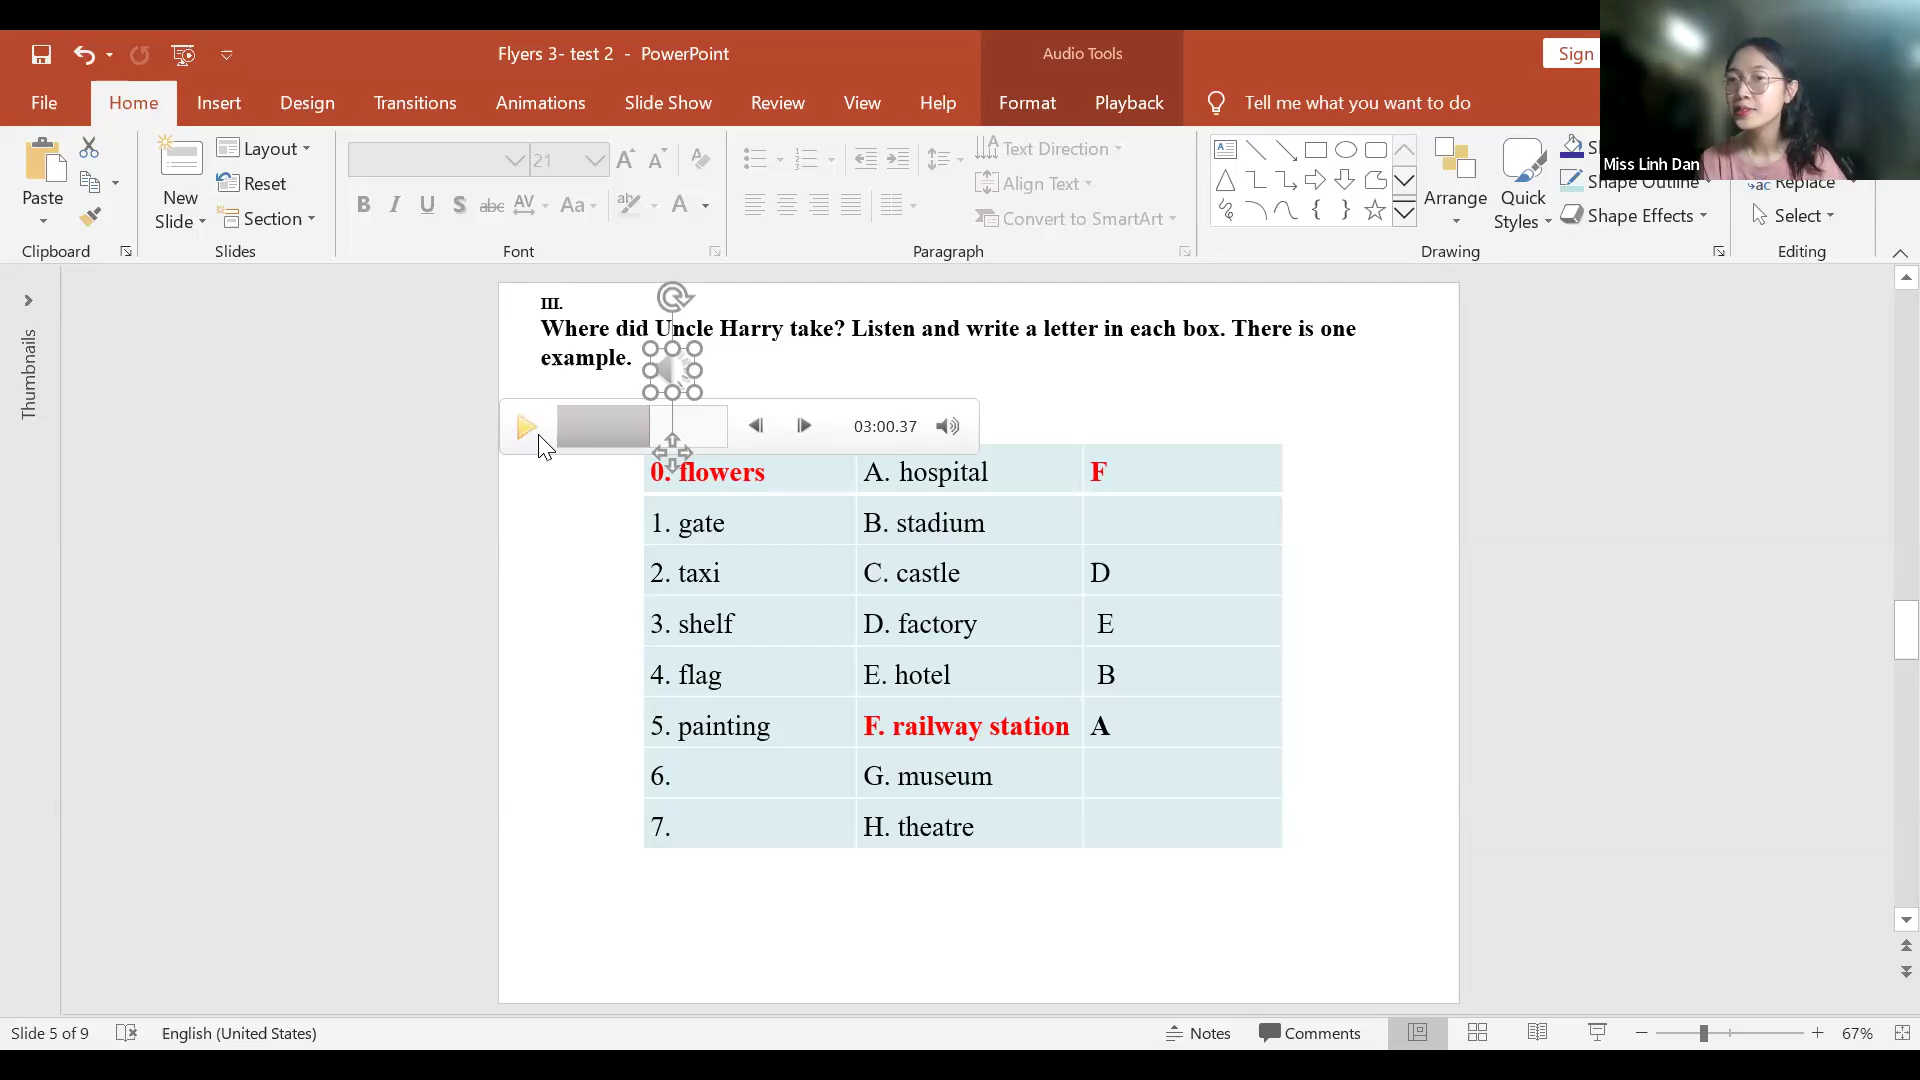 Flyers 3- test 2 - PowerPoint
Audio Tools
Sign
File Home Insert Design Transitions Animations Slide Show Review View Help Format Playback Tell me what you want to do
Miss Linh Dan
Paste
New Slide
Layout
Reset
Section
21
Text Direction
Align Text
Convert to SmartArt
Arrange
Quick Styles
Shape Outline
Shape Effects
Replace
Select
Clipboard Slides Font Paragraph Drawing Editing
Thumbnails
III.
Where did Uncle Harry take? Listen and write a letter in each box. There is one
example.
03:00.37
0. flowers A. hospital F
1. gate B. stadium
2. taxi C. castle D
3. shelf D. factory E
4. flag E. hotel B
5. painting F. railway station A
6. G. museum
7. H. theatre
Slide 5 of 9 English (United States) Notes Comments 67%